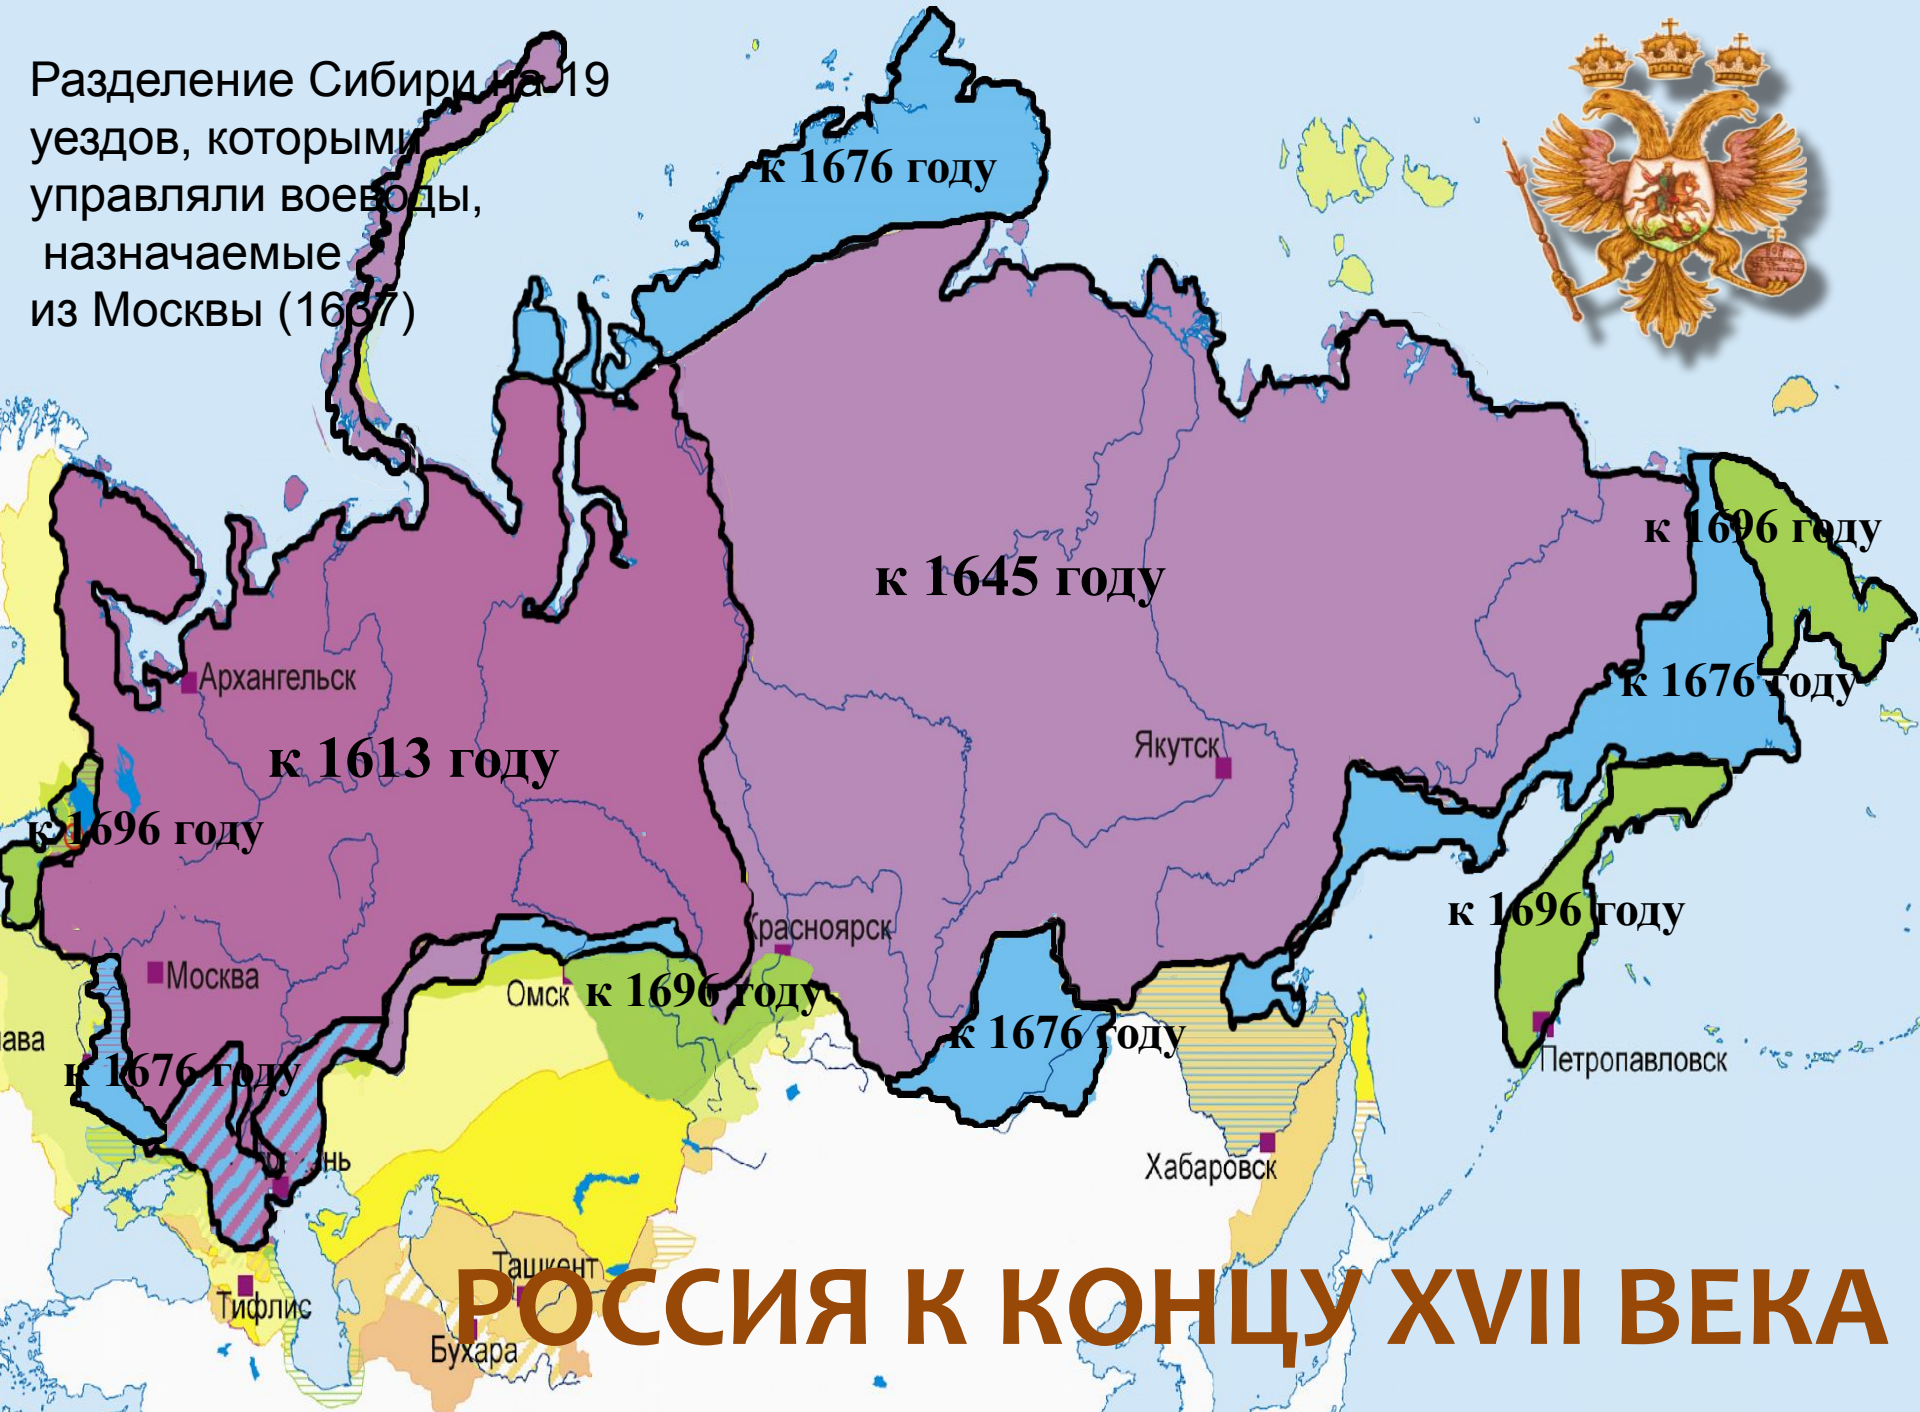 Разделение Сибири на 19
уездов, которыми
управляли воеводы,
назначаемые
из Москвы (1637)
к 1676 году
к 1645 году
к 1696 году
к 1676 году
Архангельск
к 1613 году
Якутск
к 1696 году
к 1696 году
Красноярск
Москва
Омск
к 1696 году
к 1676 году
к 1676 году
Петропавловск
Хабаровск
Ташкент
Тифлис
Бухара
РОССИЯ К КОНЦУ XVII ВЕКА